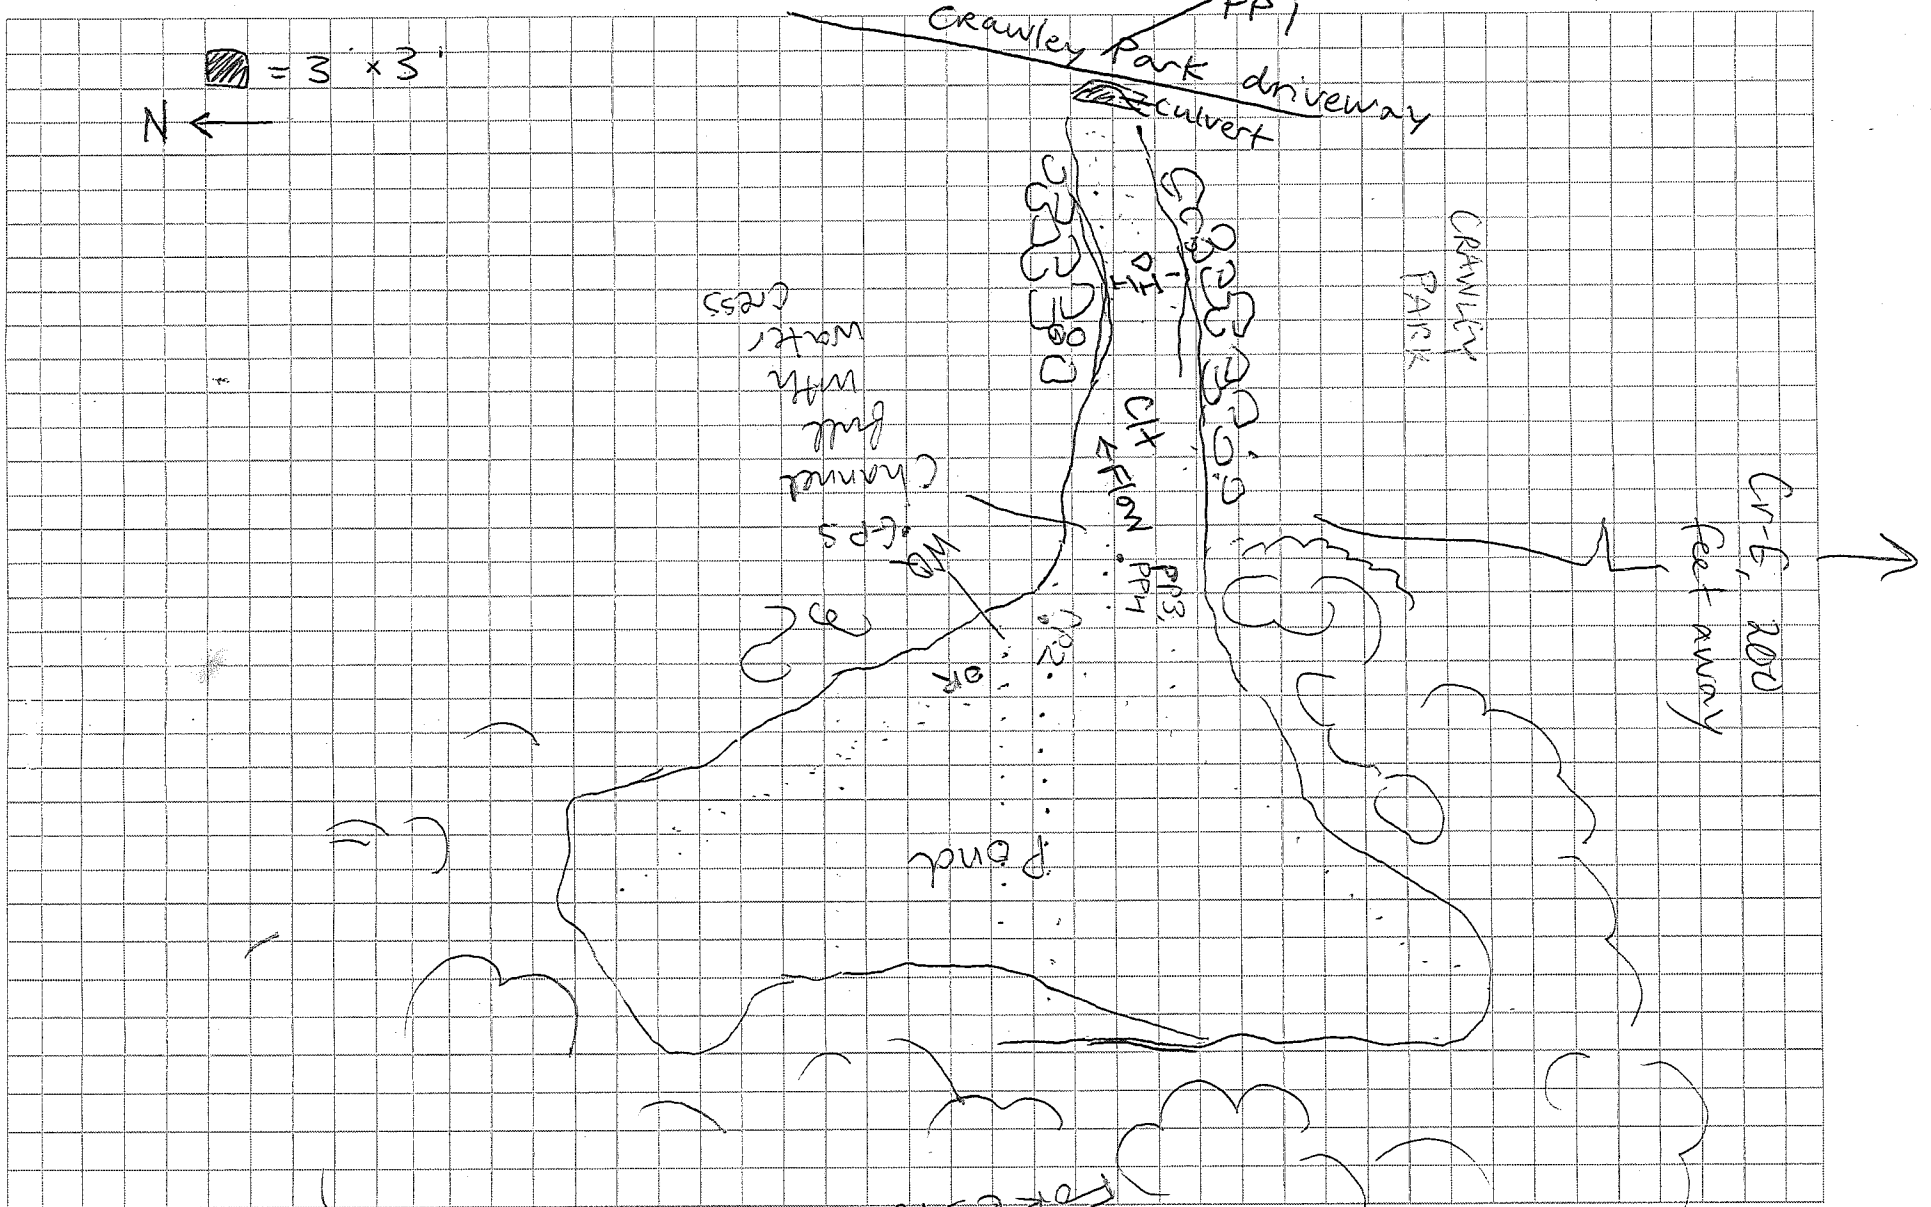 PP1
Crawley Park driveway
= 3' x 3'
N
culvert
CRAWLEY
PARK
Channel
full
with
water
cress
CH
FLOW
GPS
WQ
PP3,
PP4
PP2
OR
Cr-6, 200
feet away
Pond